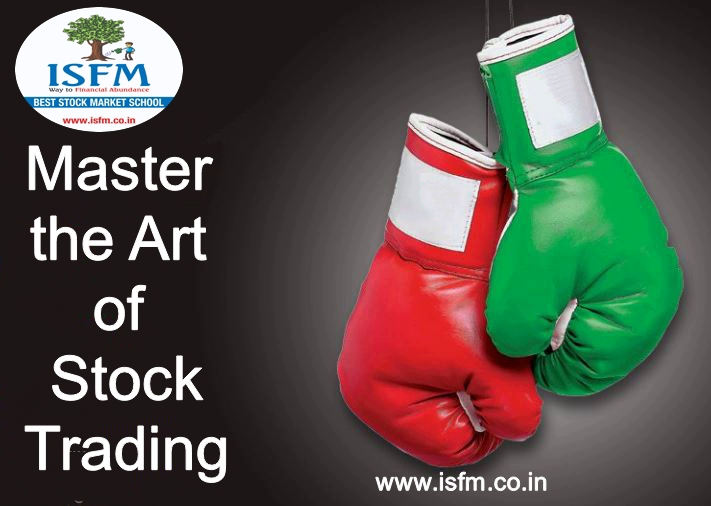 ISFM
Way to Financial Abundance
BEST STOCK MARKET SCHOOL
www.isfm.co.in
Master
the Art
of
Stock
Trading
www.isfm.co.in